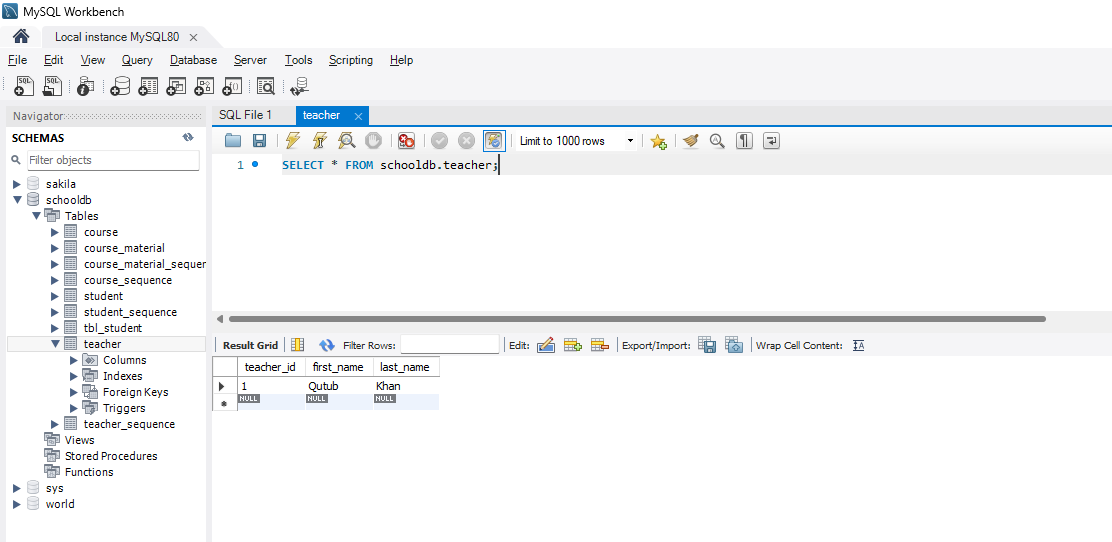 MySQL Workbench
Local instance MySQL80
File Edit View Query Database Server Tools Scripting Help
Navigator
SCHEMAS
Filter objects
sakila
schooldb
Tables
course
course_material
course_material_sequer
course_sequence
student
student_sequence
tbl_student
teacher
Columns
Indexes
Foreign Keys
Triggers
teacher_sequence
Views
Stored Procedures
Functions
sys
world
SQL File 1 teacher
Limit to 1000 rows
1 SELECT * FROM schooldb.teacher;
Result Grid Filter Rows: Edit: Export/Import: Wrap Cell Content:
teacher_id first_name last_name
1 Qutub Khan
NULL NULL NULL